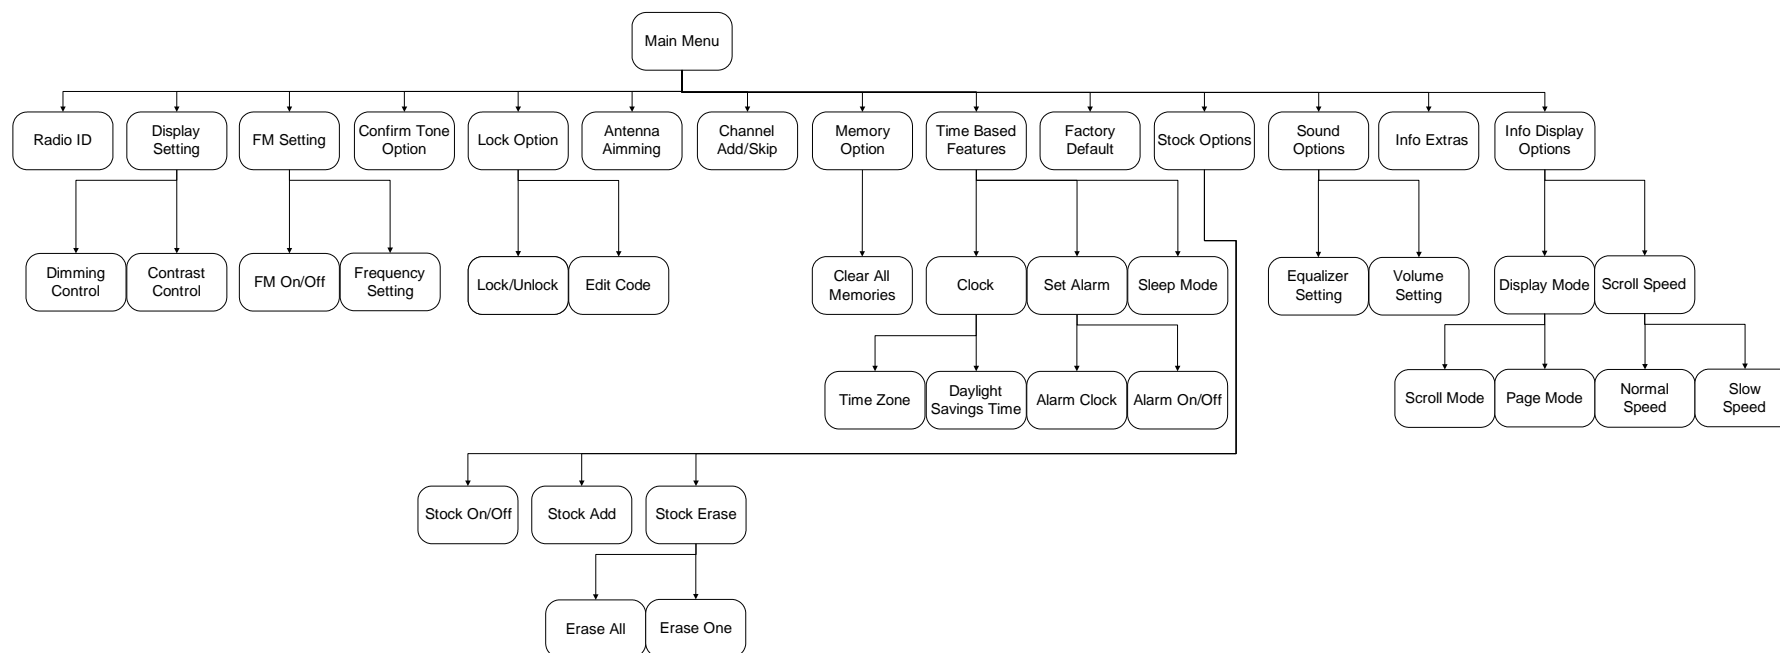 Main Menu
Radio ID
Display
Setting
FM Setting
Confirm Tone
Option
Lock Option
Antenna
Aimming
Channel
Add/Skip
Memory
Option
Time Based
Features
Factory
Default
Stock Options
Sound
Options
Info Extras
Info Display
Options
Dimming
Control
Contrast
Control
FM On/Off
Frequency
Setting
Lock/Unlock
Edit Code
Clear All
Memories
Clock
Set Alarm
Sleep Mode
Equalizer
Setting
Volume
Setting
Display Mode
Scroll Speed
Time Zone
Daylight
Savings Time
Alarm Clock
Alarm On/Off
Scroll Mode
Page Mode
Normal
Speed
Slow
Speed
Stock On/Off
Stock Add
Stock Erase
Erase All
Erase One